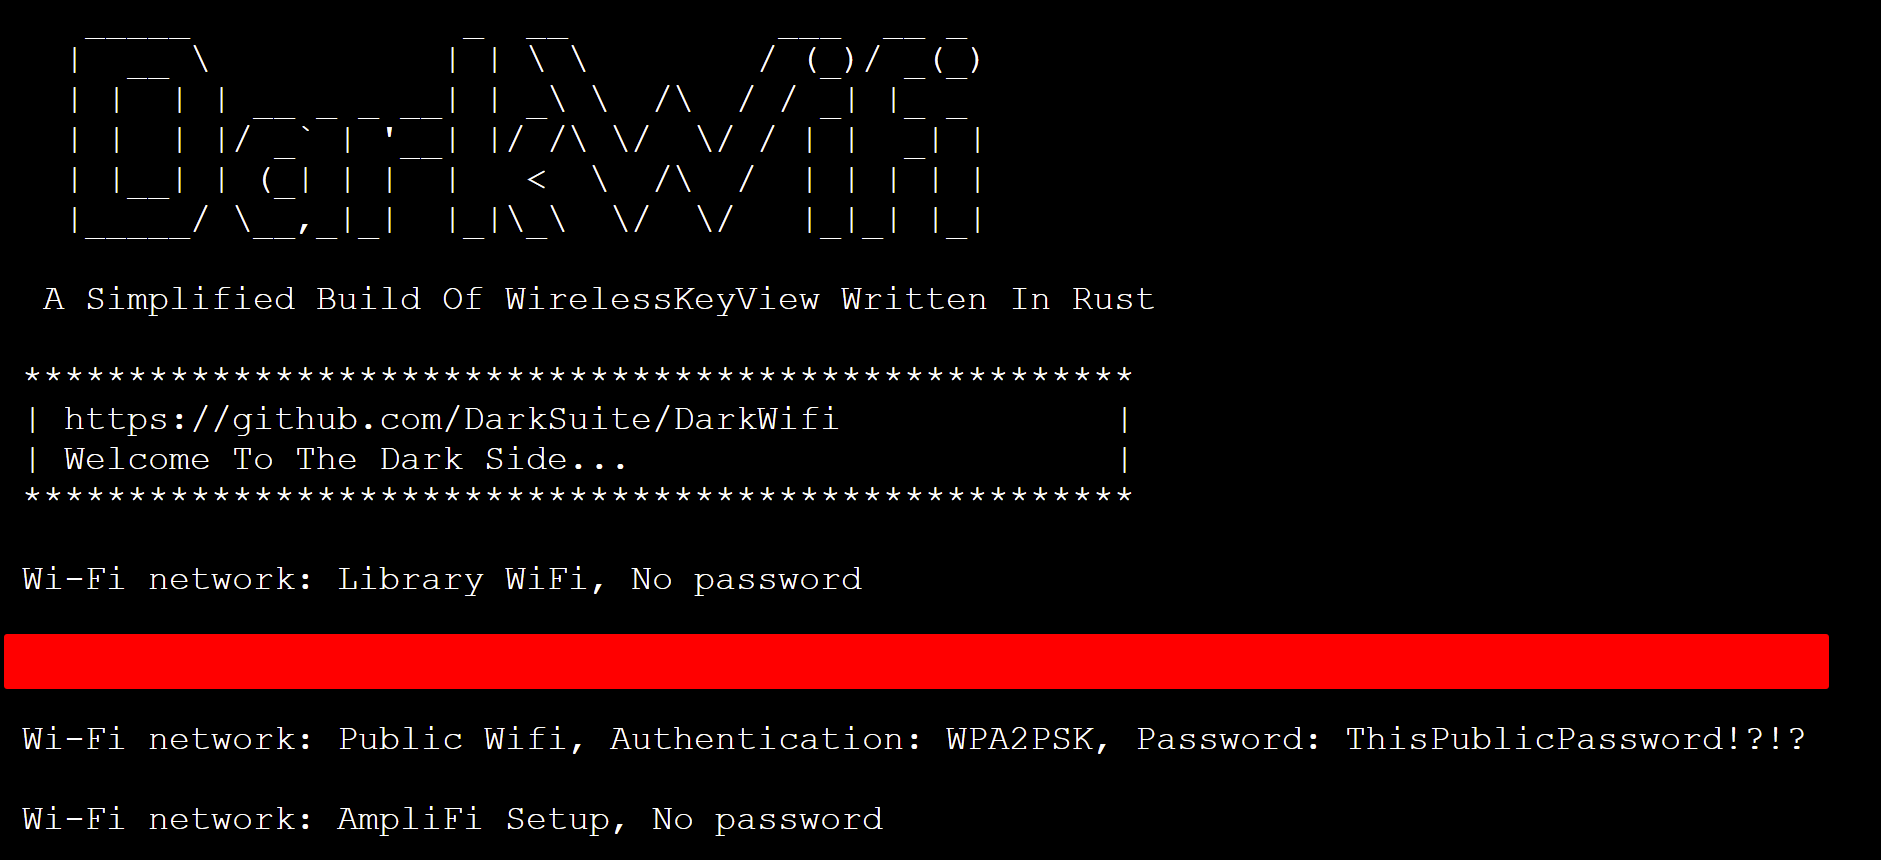 DarkWifi
A Simplified Build Of WirelessKeyView Written In Rust
*****************************************************
| https://github.com/DarkSuite/DarkWifi |
| Welcome To The Dark Side... |
*****************************************************
Wi-Fi network: Library WiFi, No password
Wi-Fi network: Public Wifi, Authentication: WPA2PSK, Password: ThisPublicPassword!?!?
Wi-Fi network: AmpliFi Setup, No password